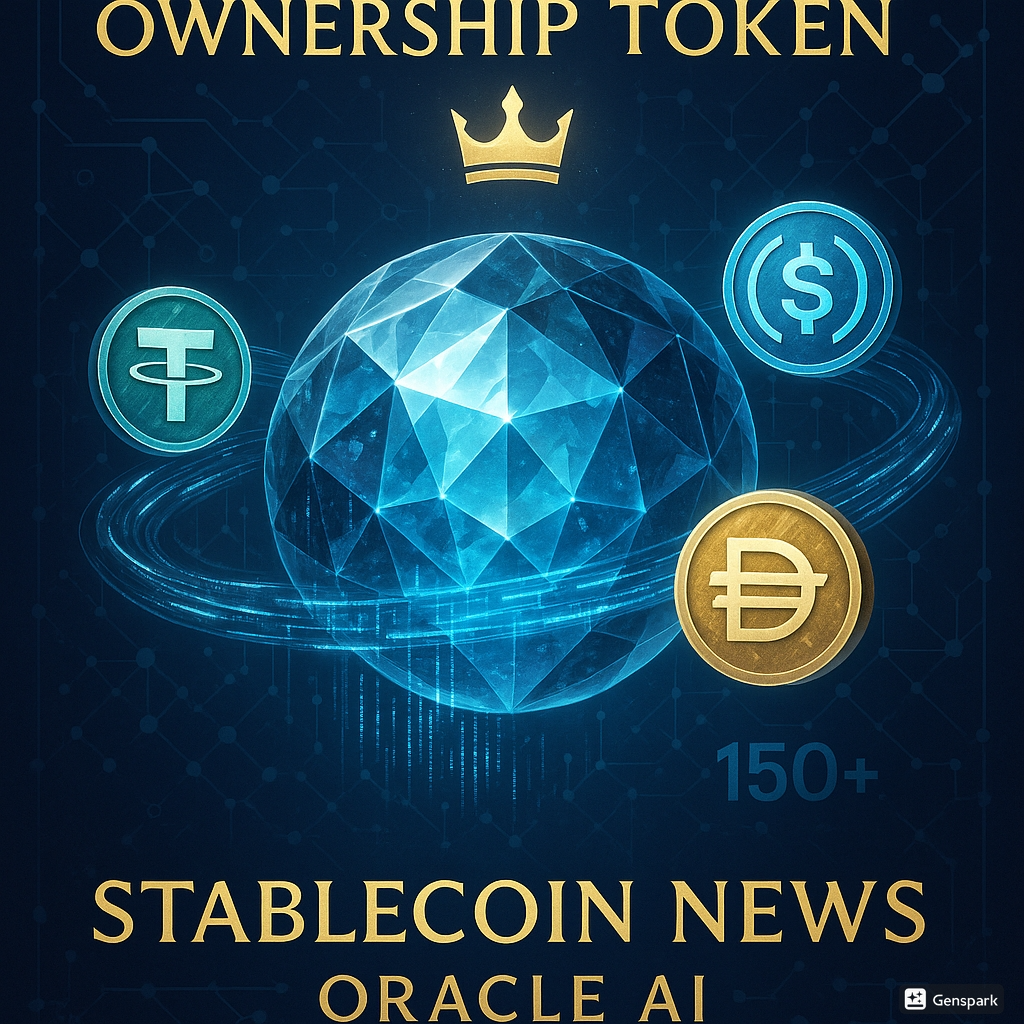 OWNERSHIP TOKEN
150+
STABLECOIN NEWS
ORACLE AI
Genspark